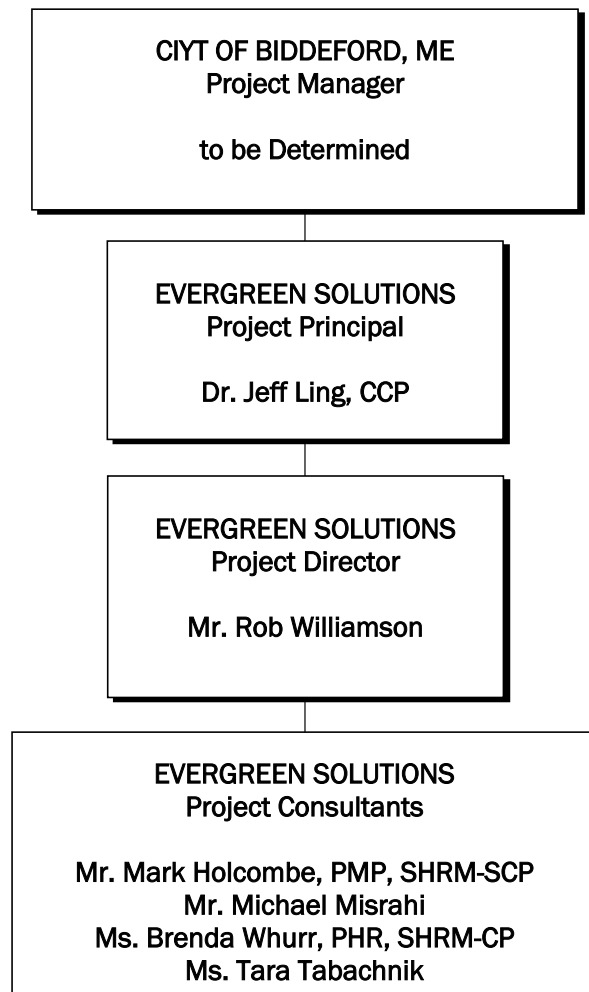 CIYT OF BIDDEFORD, ME
Project Manager
to be Determined
EVERGREEN SOLUTIONS
Project Principal
Dr. Jeff Ling, CCP
EVERGREEN SOLUTIONS
Project Director
Mr. Rob Williamson
EVERGREEN SOLUTIONS
Project Consultants
Mr. Mark Holcombe, PMP, SHRM-SCP
Mr. Michael Misrahi
Ms. Brenda Whurr, PHR, SHRM-CP
Ms. Tara Tabachnik